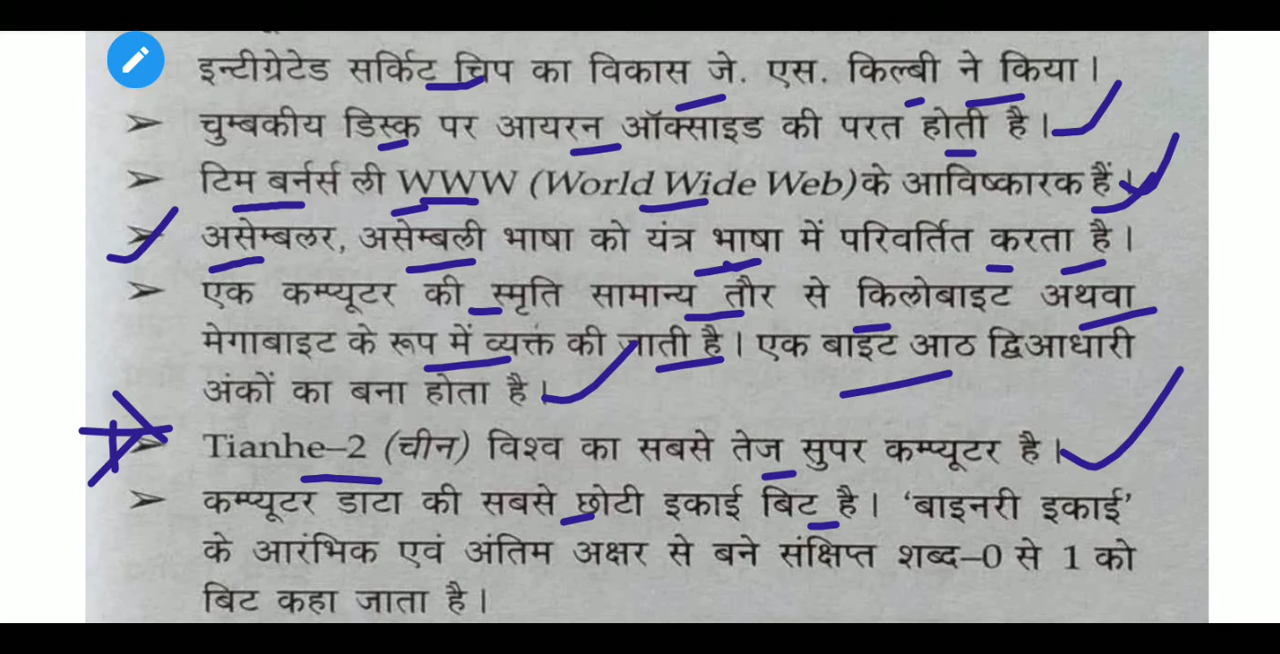 इन्टीग्रेटेड सर्किट चिप का विकास जे. एस. किल्बी ने किया।
➢ चुम्बकीय डिस्क पर आयरन ऑक्साइड की परत होती है।
➢ टिम बर्नर्स ली WWW (World Wide Web) के आविष्कारक हैं।
➢ असेम्बलर, असेम्बली भाषा को यंत्र भाषा में परिवर्तित करता है।
➢ एक कम्प्यूटर की स्मृति सामान्य तौर से किलोबाइट अथवा
मेगाबाइट के रूप में व्यक्त की जाती है। एक बाइट आठ द्विआधारी
अंकों का बना होता है।
➢ Tianhe–2 (चीन) विश्व का सबसे तेज सुपर कम्प्यूटर है।
➢ कम्प्यूटर डाटा की सबसे छोटी इकाई बिट है। ‘बाइनरी इकाई’
के आरंभिक एवं अंतिम अक्षर से बने संक्षिप्त शब्द–0 से 1 को
बिट कहा जाता है।